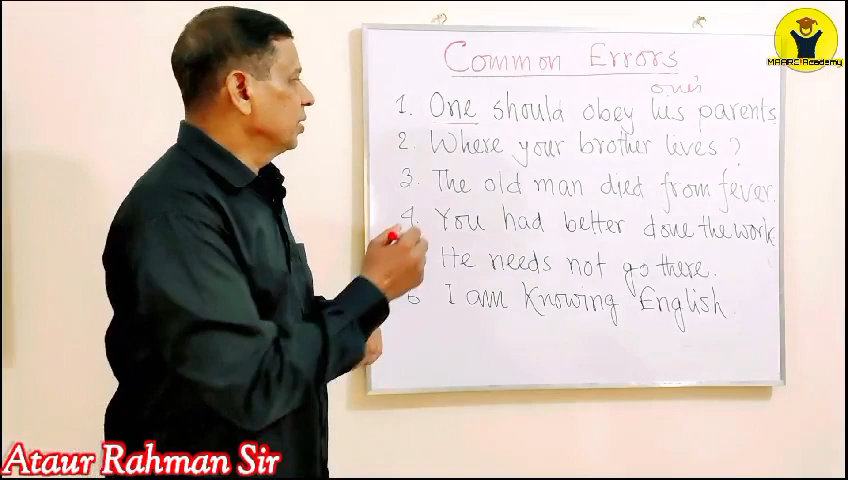 Common Errors
one's
1. One should obey his parents
2. Where your brother lives ?
3. The old man died from fever.
4. You had better done the work.
He needs not go there.
6 I am Knowing English.
MAARC Academy
Ataur Rahman Sir